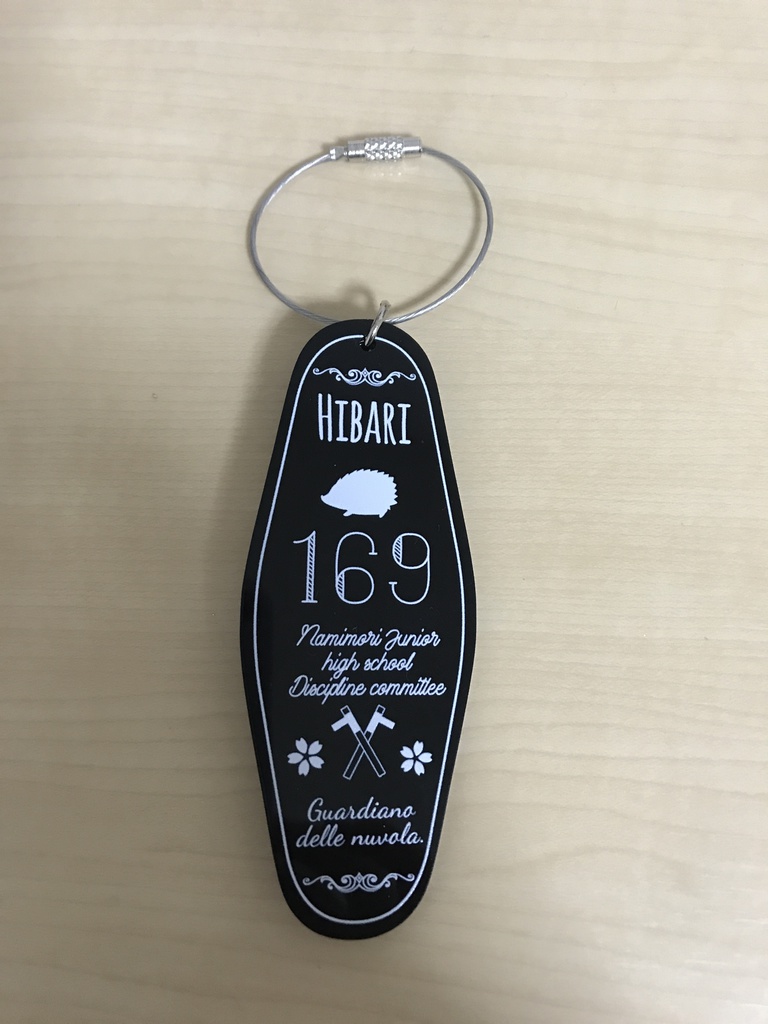 HIBARI
169
Namimori Junior
high school
Discipline committee
Guardiano
delle nuvola.